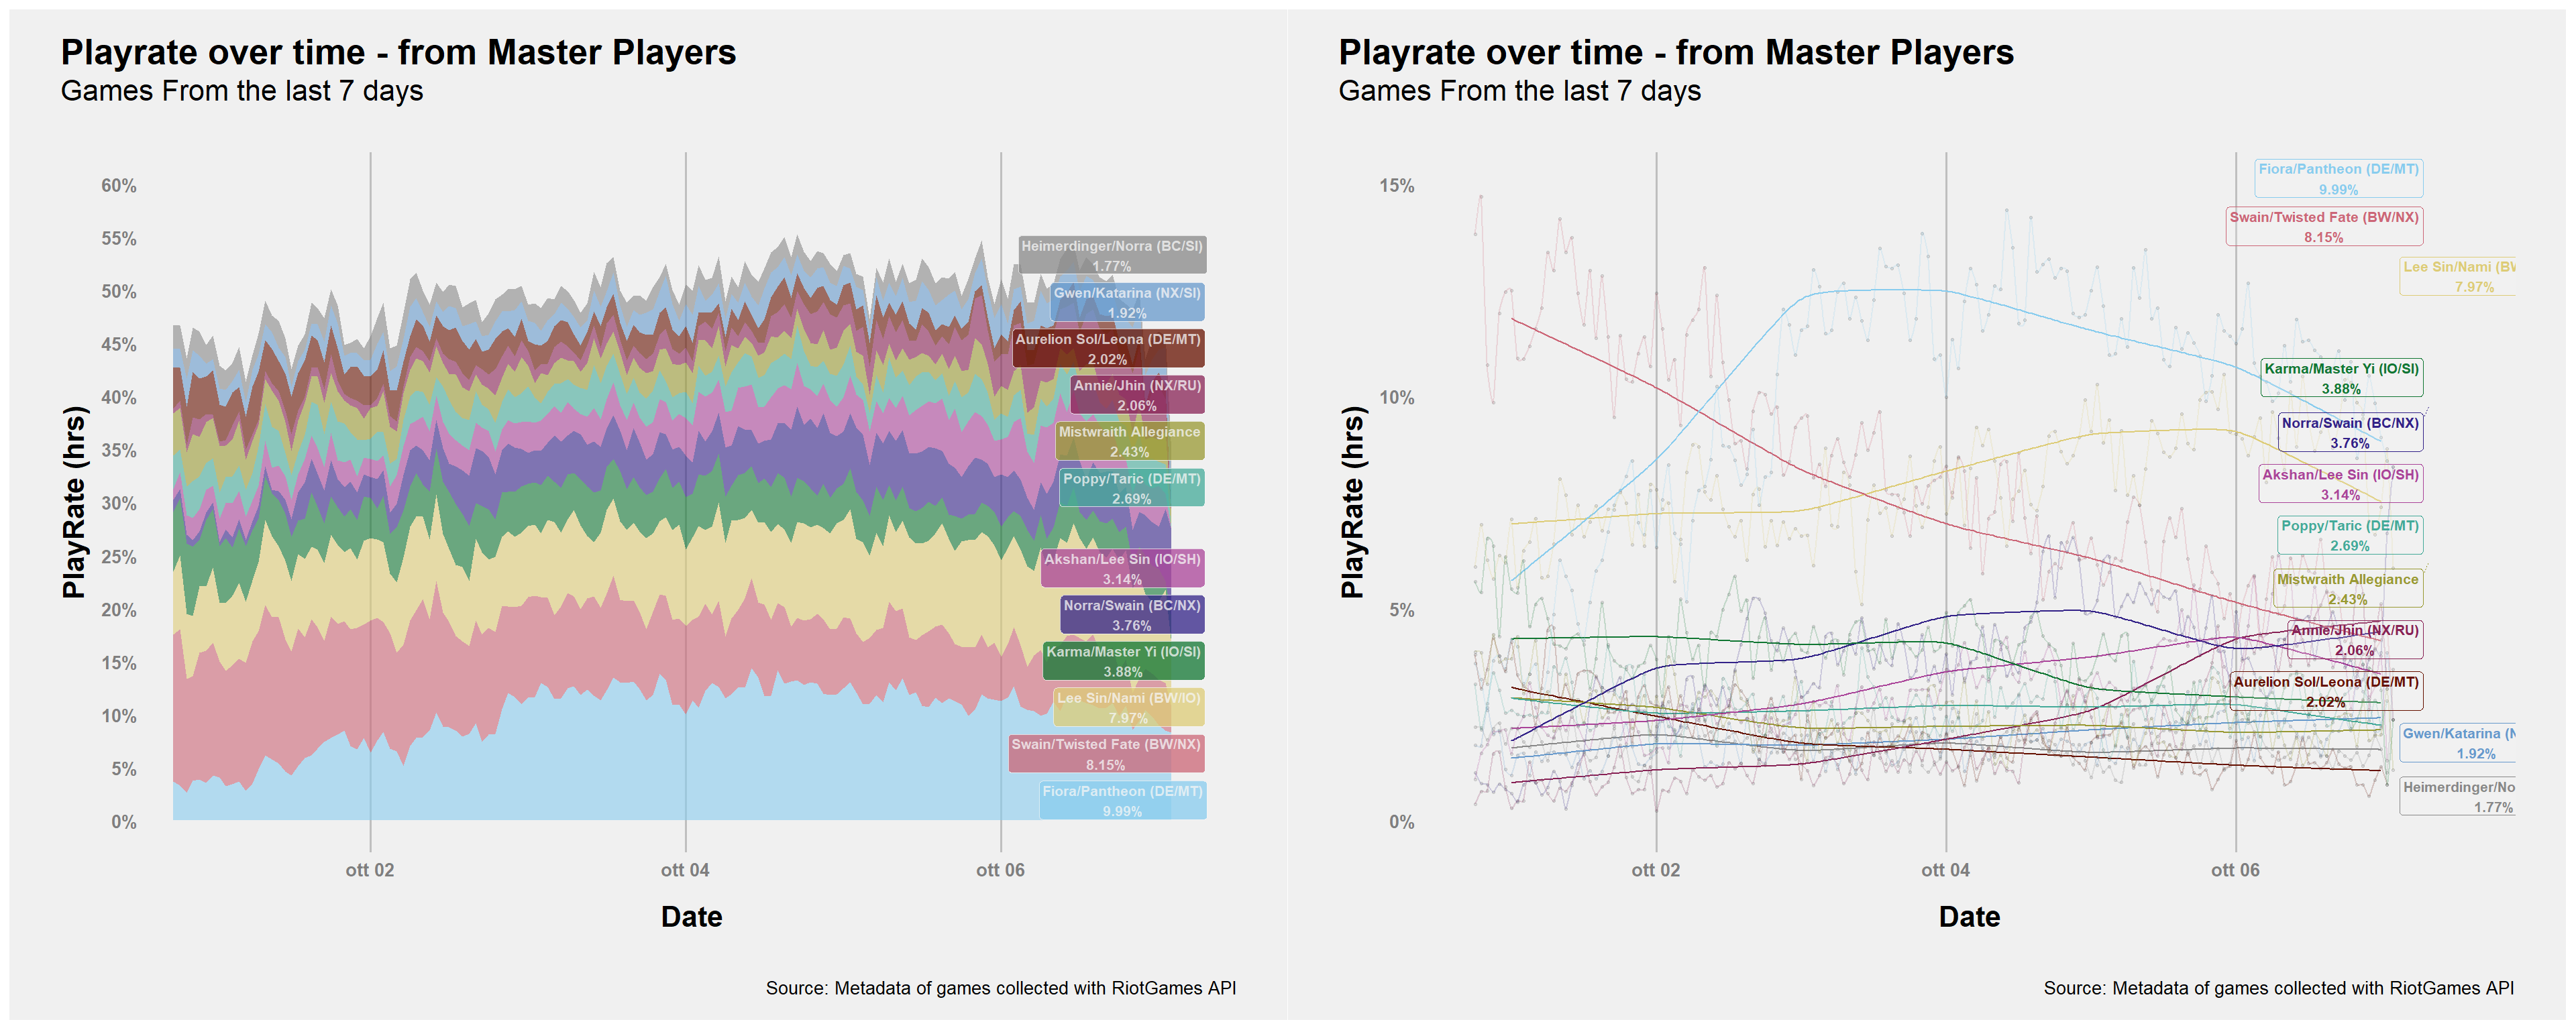 Playrate over time - from Master Players
Games From the last 7 days
PlayRate (hrs)
60%
55%
50%
45%
40%
35%
30%
25%
20%
15%
10%
5%
0%
Heimerdinger/Norra (BC/SI)
1.77%
Gwen/Katarina (NX/SI)
1.92%
Aurelion Sol/Leona (DE/MT)
2.02%
Annie/Jhin (NX/RU)
2.06%
Mistwraith Allegiance
2.43%
Poppy/Taric (DE/MT)
2.69%
Akshan/Lee Sin (IO/SH)
3.14%
Norra/Swain (BC/NX)
3.76%
Karma/Master Yi (IO/SI)
3.88%
Lee Sin/Nami (BW/IO)
7.97%
Swain/Twisted Fate (BW/NX)
8.15%
Fiora/Pantheon (DE/MT)
9.99%
ott 02
ott 04
ott 06
Date
Source: Metadata of games collected with RiotGames API
Playrate over time - from Master Players
Games From the last 7 days
PlayRate (hrs)
15%
10%
5%
0%
Fiora/Pantheon (DE/MT)
9.99%
Swain/Twisted Fate (BW/NX)
8.15%
Lee Sin/Nami (BW
7.97%
Karma/Master Yi (IO/SI)
3.88%
Norra/Swain (BC/NX)
3.76%
Akshan/Lee Sin (IO/SH)
3.14%
Poppy/Taric (DE/MT)
2.69%
Mistwraith Allegiance
2.43%
Annie/Jhin (NX/RU)
2.06%
Aurelion Sol/Leona (DE/MT)
2.02%
Gwen/Katarina (N
1.92%
Heimerdinger/No
1.77%
ott 02
ott 04
ott 06
Date
Source: Metadata of games collected with RiotGames API